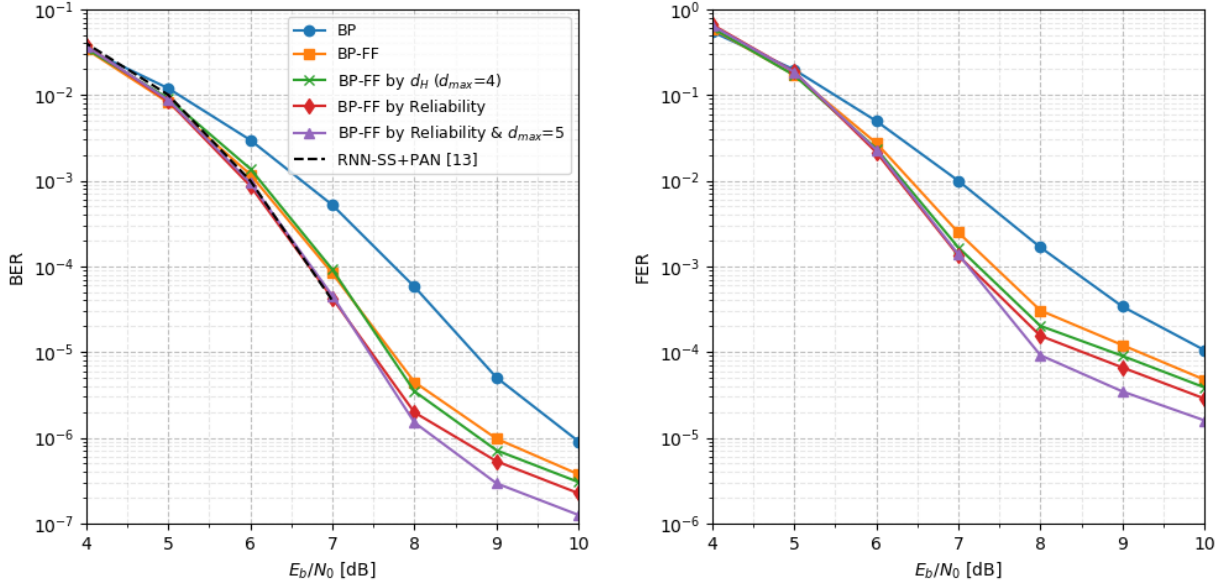 10⁻¹
10⁻²
10⁻³
10⁻⁴
10⁻⁵
10⁻⁶
10⁻⁷
BER
4 5 6 7 8 9 10
E_b/N_0 [dB]
BP
BP-FF
BP-FF by d_H (d_max=4)
BP-FF by Reliability
BP-FF by Reliability & d_max=5
RNN-SS+PAN [13]
10⁰
10⁻¹
10⁻²
10⁻³
10⁻⁴
10⁻⁵
10⁻⁶
FER
4 5 6 7 8 9 10
E_b/N_0 [dB]